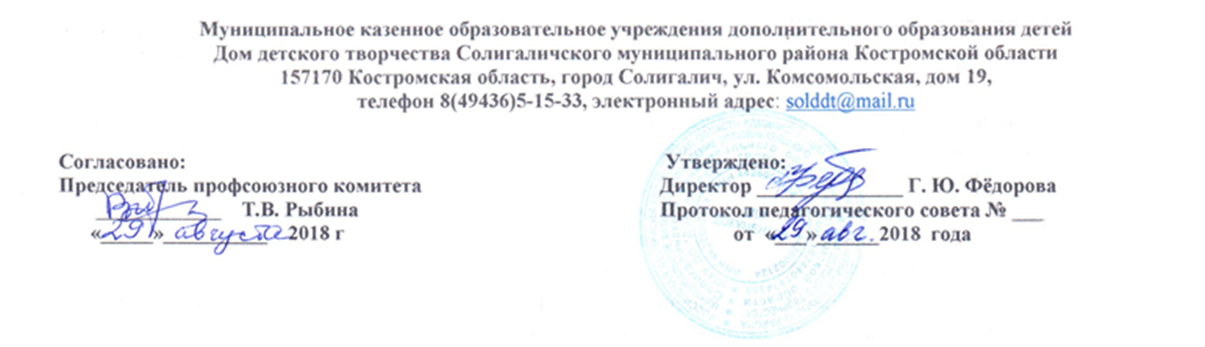 Муниципальное казенное образовательное учреждения дополнительного образования детей
Дом детского творчества Солигаличского муниципального района Костромской области
157170 Костромская область, город Солигалич, ул. Комсомольская, дом 19,
телефон 8(49436)5-15-33, электронный адрес: solddt@mail.ru
Согласовано:
Председатель профсоюзного комитета
Т.В. Рыбина
«29» августа 2018 г
Утверждено:
Директор ______________ Г. Ю. Фёдорова
Протокол педагогического совета № ___
от «29» авг. 2018 года